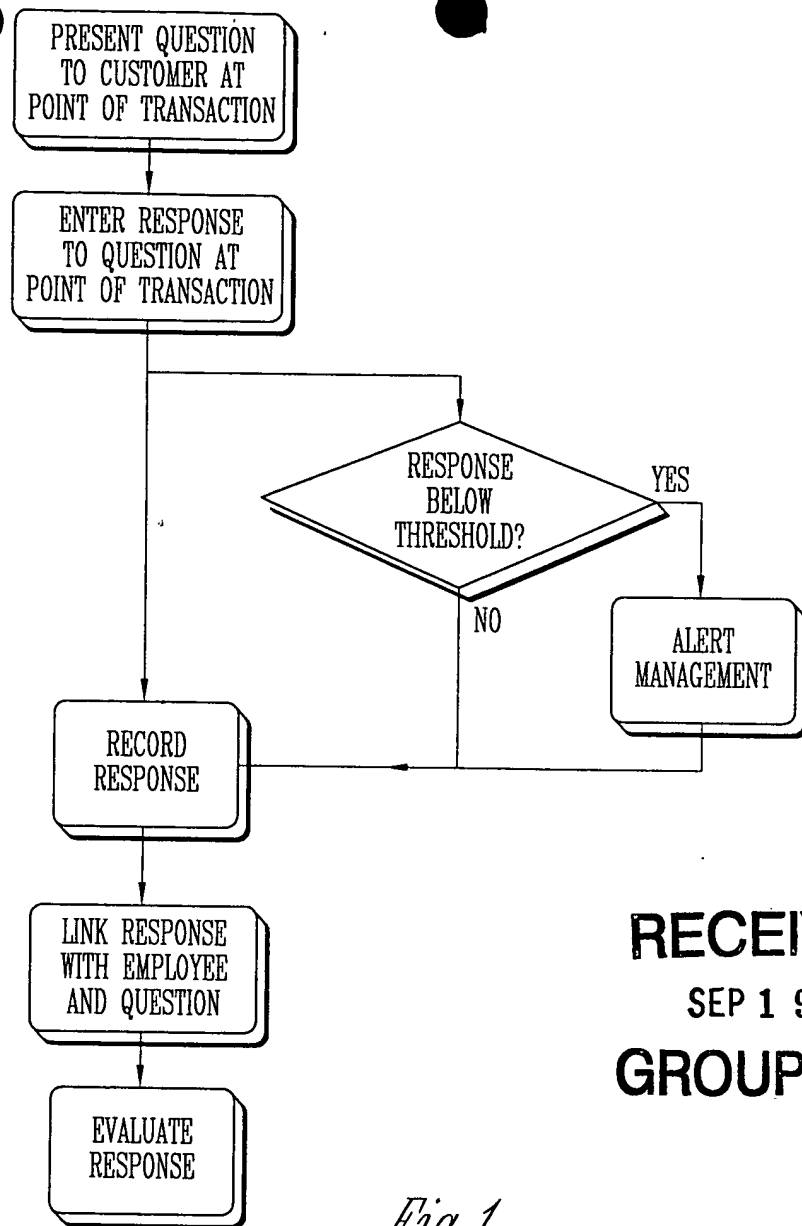 PRESENT QUESTION
TO CUSTOMER AT
POINT OF TRANSACTION
ENTER RESPONSE
TO QUESTION AT
POINT OF TRANSACTION
RESPONSE
BELOW
THRESHOLD?
YES
NO
ALERT
MANAGEMENT
RECORD
RESPONSE
LINK RESPONSE
WITH EMPLOYEE
AND QUESTION
EVALUATE
RESPONSE
RECEI
SEP 1 9
GROUP
Fig. 1